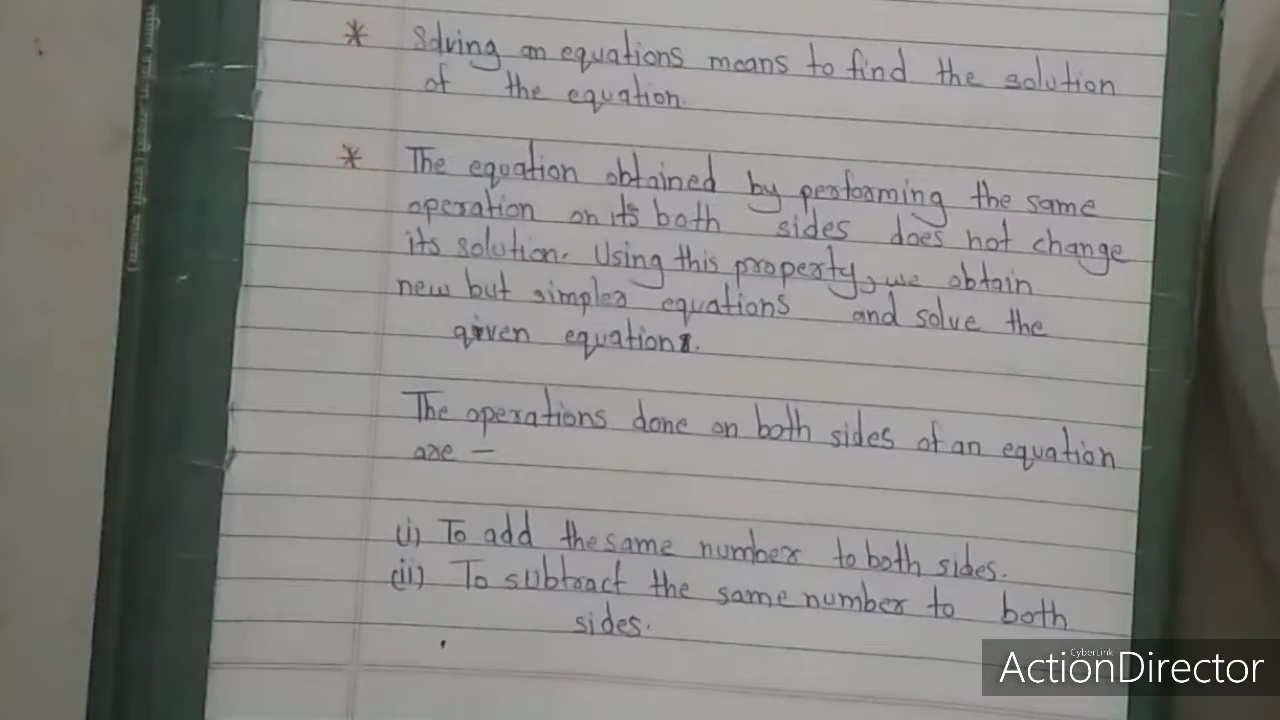 * Solving an equations means to find the solution
of the equation.
* The equation obtained by performing the same
operation on its both sides does not change
its solution. Using this property, we obtain
new but simpler equations and solve the
given equation.
The operations done on both sides of an equation
are –
(i) To add the same number to both sides.
(ii) To subtract the same number to both
sides.
CyberLink
ActionDirector